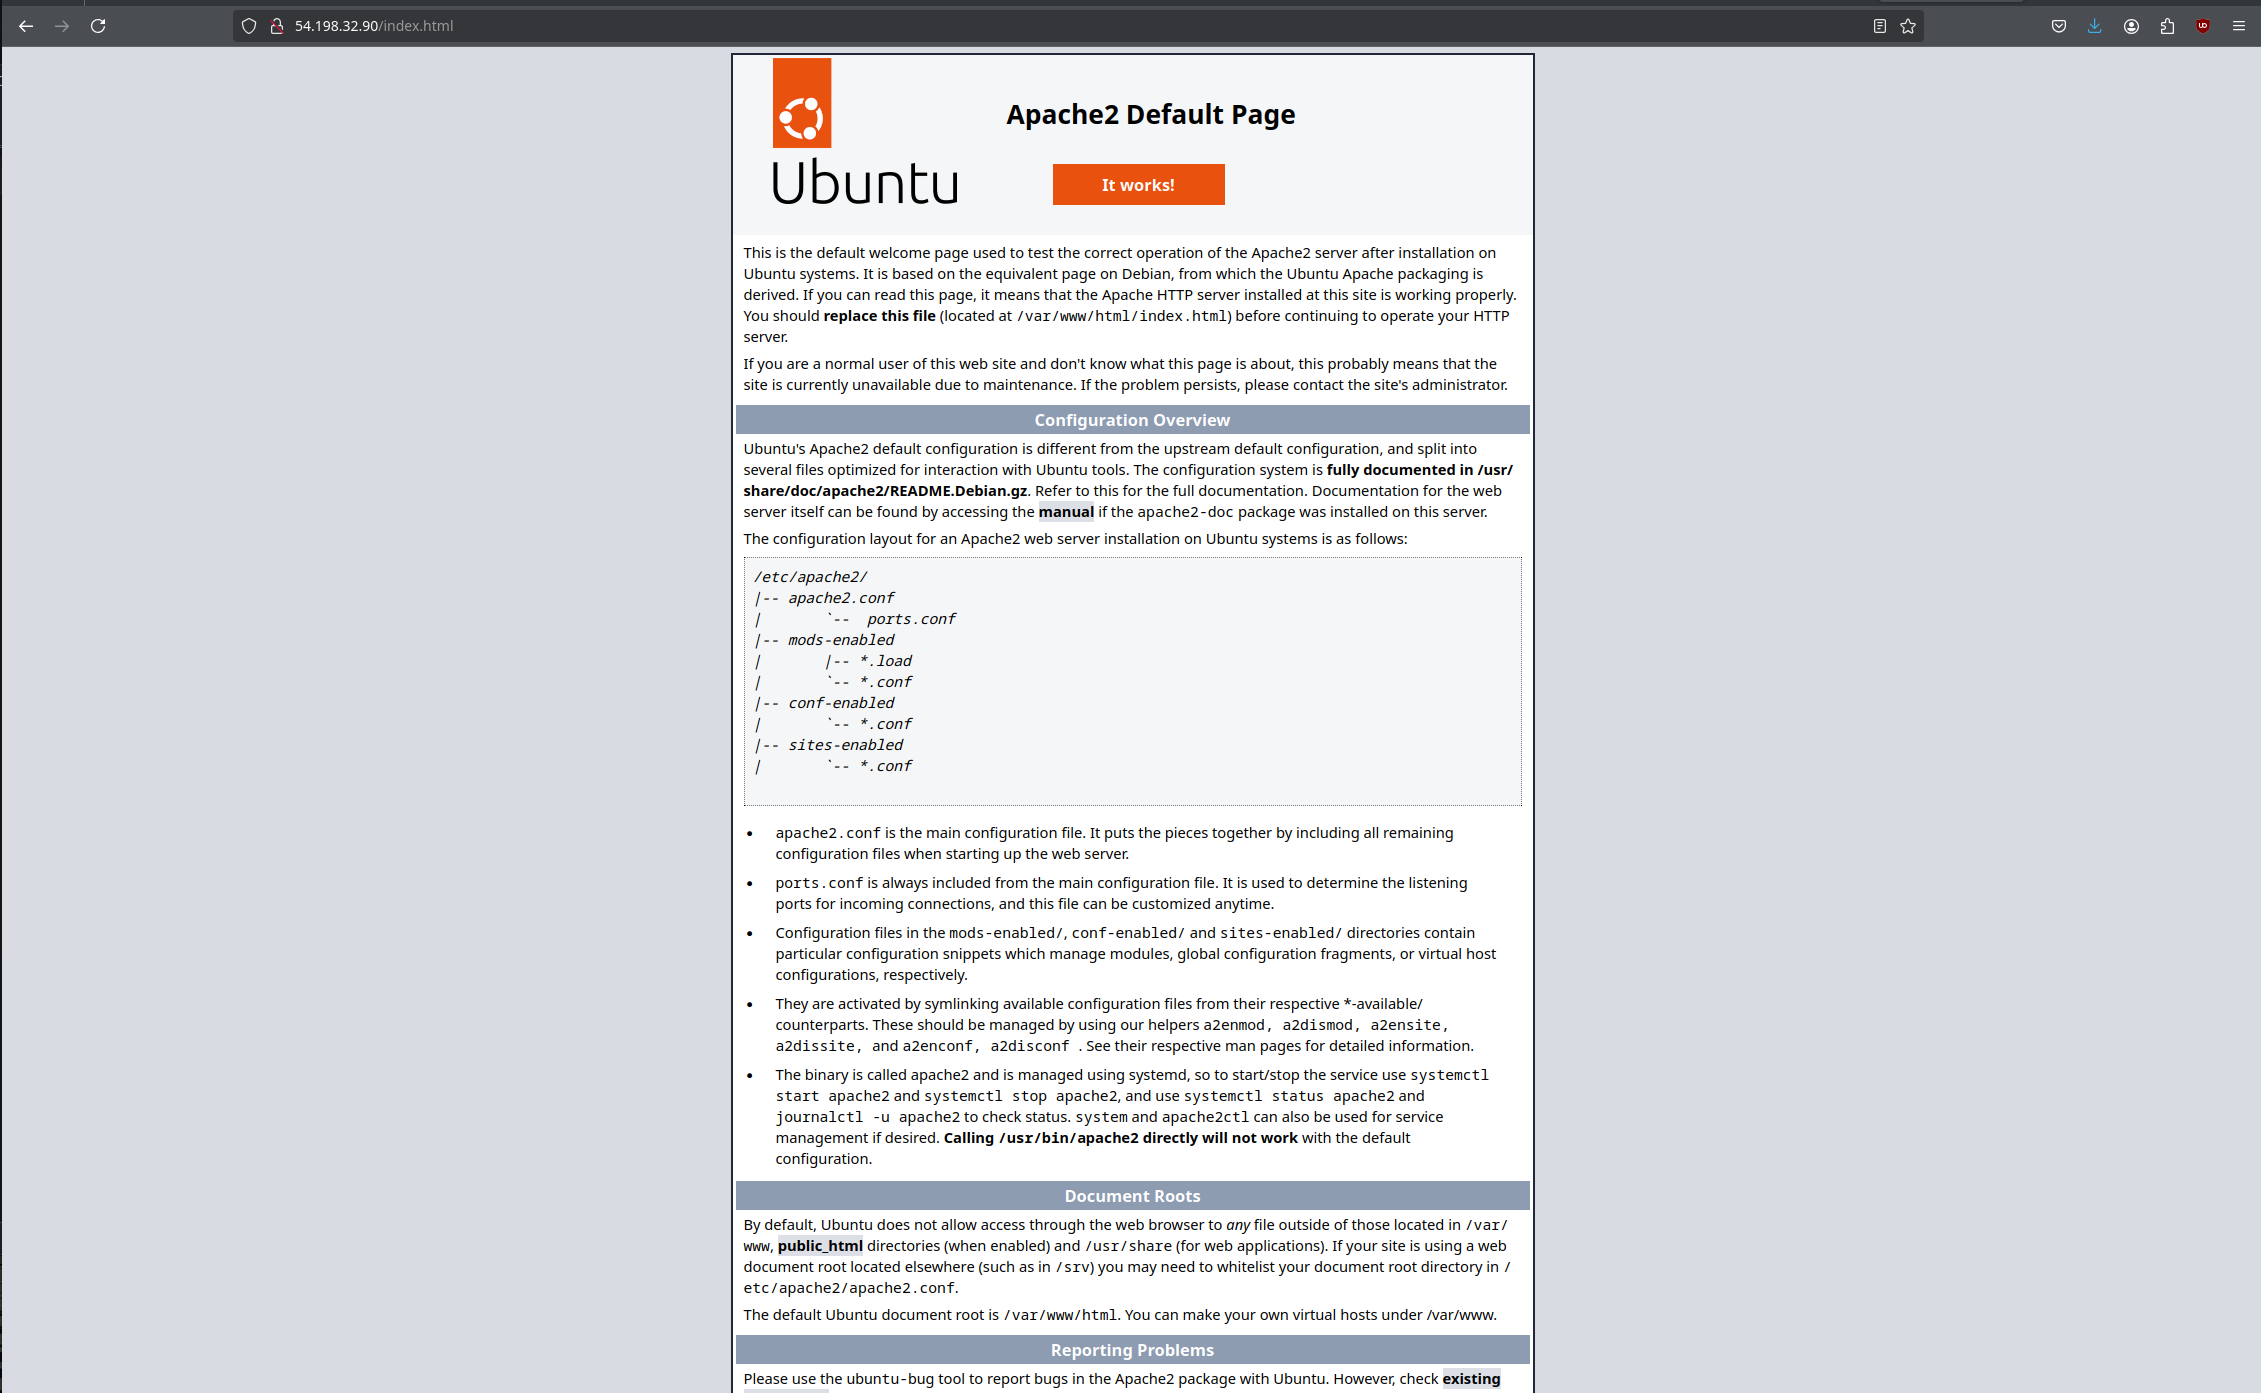 54.198.32.90/index.html
Apache2 Default Page
Ubuntu
It works!
This is the default welcome page used to test the correct operation of the Apache2 server after installation on
Ubuntu systems. It is based on the equivalent page on Debian, from which the Ubuntu Apache packaging is
derived. If you can read this page, it means that the Apache HTTP server installed at this site is working properly.
You should replace this file (located at /var/www/html/index.html) before continuing to operate your HTTP
server.
If you are a normal user of this web site and don't know what this page is about, this probably means that the
site is currently unavailable due to maintenance. If the problem persists, please contact the site's administrator.
Configuration Overview
Ubuntu's Apache2 default configuration is different from the upstream default configuration, and split into
several files optimized for interaction with Ubuntu tools. The configuration system is fully documented in /usr/
share/doc/apache2/README.Debian.gz. Refer to this for the full documentation. Documentation for the web
server itself can be found by accessing the manual if the apache2-doc package was installed on this server.
The configuration layout for an Apache2 web server installation on Ubuntu systems is as follows:
/etc/apache2/
|-- apache2.conf
|       `--  ports.conf
|-- mods-enabled
|       |-- *.load
|       `-- *.conf
|-- conf-enabled
|       `-- *.conf
|-- sites-enabled
|       `-- *.conf
• apache2.conf is the main configuration file. It puts the pieces together by including all remaining
configuration files when starting up the web server.
• ports.conf is always included from the main configuration file. It is used to determine the listening
ports for incoming connections, and this file can be customized anytime.
• Configuration files in the mods-enabled/, conf-enabled/ and sites-enabled/ directories contain
particular configuration snippets which manage modules, global configuration fragments, or virtual host
configurations, respectively.
• They are activated by symlinking available configuration files from their respective *-available/
counterparts. These should be managed by using our helpers a2enmod, a2dismod, a2ensite,
a2dissite, and a2enconf, a2disconf . See their respective man pages for detailed information.
• The binary is called apache2 and is managed using systemd, so to start/stop the service use systemctl
start apache2 and systemctl stop apache2, and use systemctl status apache2 and
journalctl -u apache2 to check status. system and apache2ctl can also be used for service
management if desired. Calling /usr/bin/apache2 directly will not work with the default
configuration.
Document Roots
By default, Ubuntu does not allow access through the web browser to any file outside of those located in /var/
www, public_html directories (when enabled) and /usr/share (for web applications). If your site is using a web
document root located elsewhere (such as in /srv) you may need to whitelist your document root directory in /
etc/apache2/apache2.conf.
The default Ubuntu document root is /var/www/html. You can make your own virtual hosts under /var/www.
Reporting Problems
Please use the ubuntu-bug tool to report bugs in the Apache2 package with Ubuntu. However, check existing